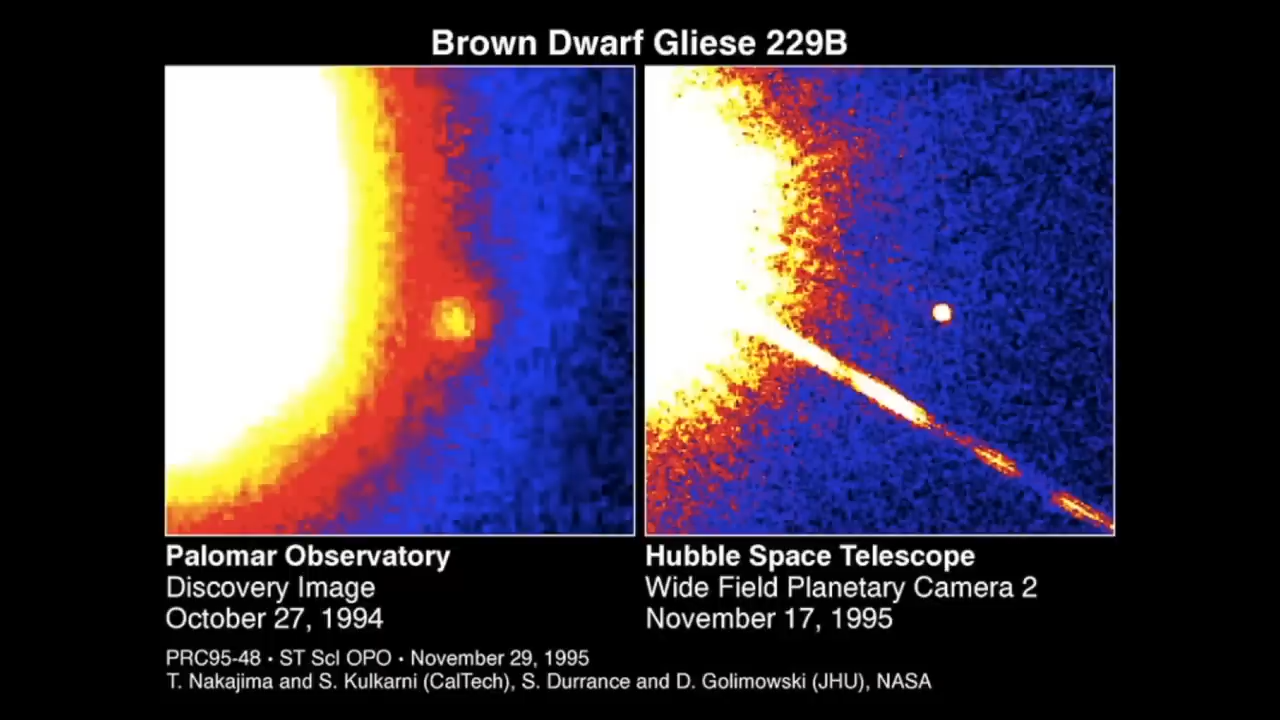 Brown Dwarf Gliese 229B
Palomar Observatory
Discovery Image
October 27, 1994
Hubble Space Telescope
Wide Field Planetary Camera 2
November 17, 1995
PRC95-48 • ST ScI OPO • November 29, 1995
T. Nakajima and S. Kulkarni (CalTech), S. Durrance and D. Golimowski (JHU), NASA